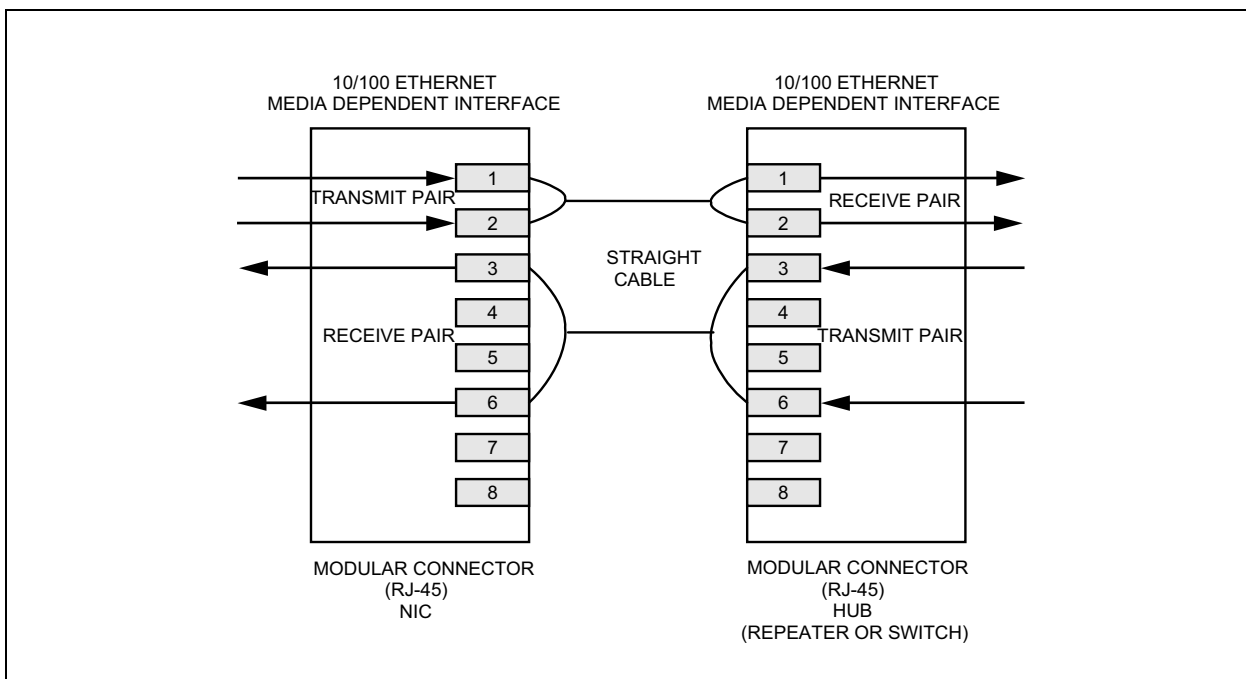 10/100 ETHERNET
MEDIA DEPENDENT INTERFACE
10/100 ETHERNET
MEDIA DEPENDENT INTERFACE
1
TRANSMIT PAIR
2
3
4
RECEIVE PAIR
5
6
7
8
STRAIGHT
CABLE
1
RECEIVE PAIR
2
3
4
TRANSMIT PAIR
5
6
7
8
MODULAR CONNECTOR
(RJ-45)
NIC
MODULAR CONNECTOR
(RJ-45)
HUB
(REPEATER OR SWITCH)